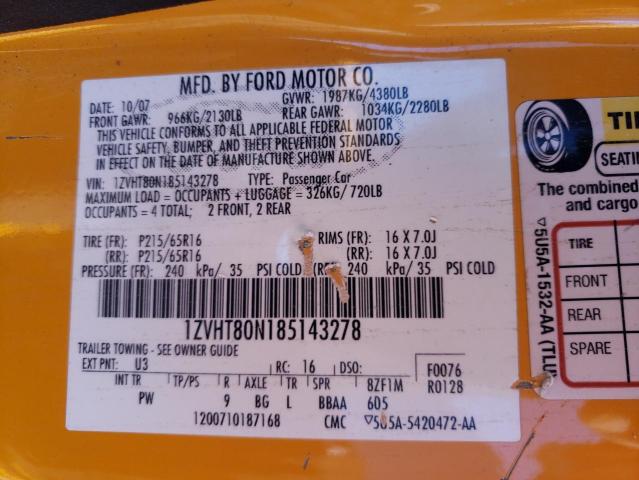 MFD. BY FORD MOTOR CO.
DATE: 10/07 GVWR: 1987KG/4380LB
FRONT GAWR: 966KG/2130LB REAR GAWR: 1034KG/2280LB
THIS VEHICLE CONFORMS TO ALL APPLICABLE FEDERAL MOTOR
VEHICLE SAFETY, BUMPER, AND THEFT PREVENTION STANDARDS
IN EFFECT ON THE DATE OF MANUFACTURE SHOWN ABOVE.
VIN: 1ZVHT80N185143278 TYPE: Passenger Car
MAXIMUM LOAD = OCCUPANTS + LUGGAGE = 326KG/ 720LB
OCCUPANTS = 4 TOTAL; 2 FRONT, 2 REAR
TIRE (FR): P215/65R16 RIMS (FR): 16 X 7.0J
(RR): P215/65R16 (RR): 16 X 7.0J
PRESSURE (FR): 240 kPa/ 35 PSI COLD (RR): 240 kPa/ 35 PSI COLD
1ZVHT80N185143278
TRAILER TOWING - SEE OWNER GUIDE
EXT PNT: U3 RC: 16 DSO: F0076
INT TR TP/PS R AXLE TR SPR 8ZF1M R0128
PW 9 BG L BBAA 605
1200710187168 CMC ▽5U5A-5420472-AA
TI
SEATI
The combined
and cargo
TIRE
FRONT
REAR
SPARE
▽5U5A-1532-AA (TLU